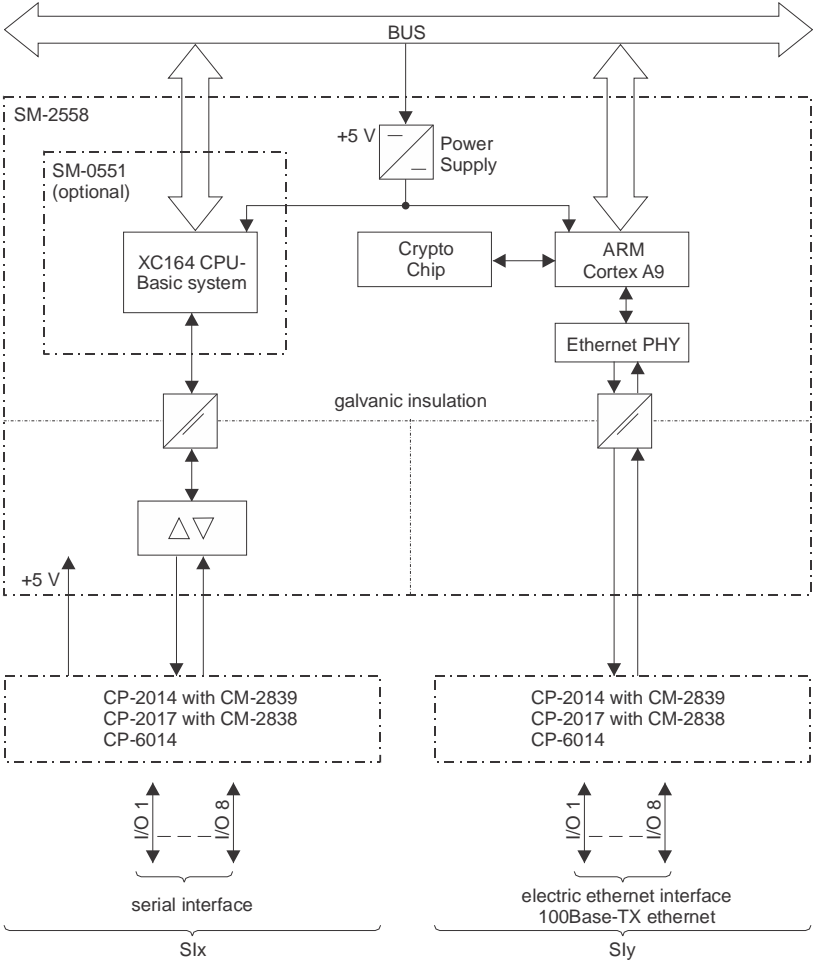 BUS
SM-2558
+5 V
Power
Supply
SM-0551
(optional)
XC164 CPU-
Basic system
Crypto
Chip
ARM
Cortex A9
Ethernet PHY
galvanic insulation
+5 V
CP-2014 with CM-2839
CP-2017 with CM-2838
CP-6014
CP-2014 with CM-2839
CP-2017 with CM-2838
CP-6014
I/O 1
I/O 8
I/O 1
I/O 8
serial interface
electric ethernet interface
100Base-TX ethernet
SIx
SIy